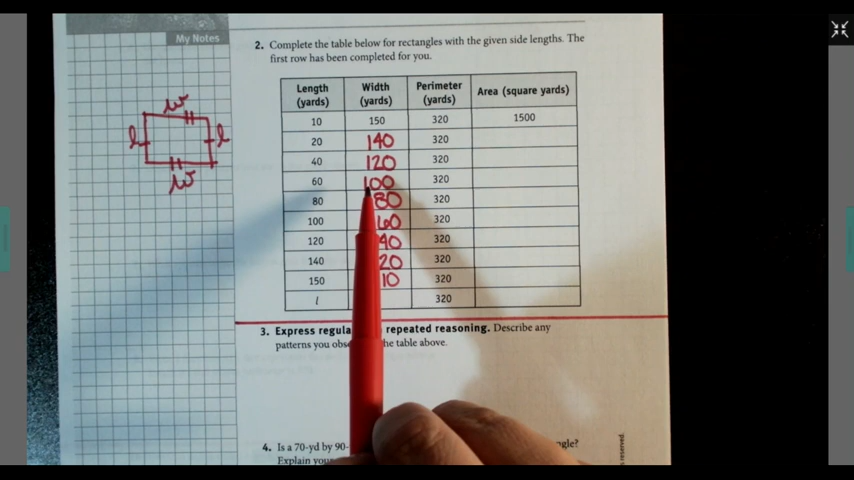 My Notes
2. Complete the table below for rectangles with the given side lengths. The
first row has been completed for you.
w
l l
w
Length (yards) Width (yards) Perimeter (yards) Area (square yards)
10 150 320 1500
20 140 320
40 120 320
60 100 320
80 80 320
100 60 320
120 40 320
140 20 320
150 10 320
l 320
3. Express regula repeated reasoning. Describe any
patterns you obs he table above.
4. Is a 70-yd by 90- gle?
Explain you
reserved.